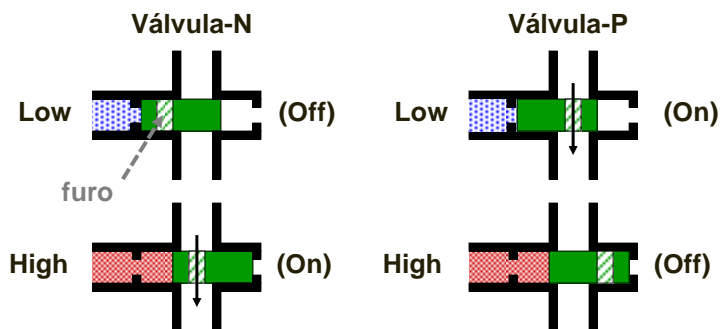 Válvula-N Válvula-P
Low (Off) Low (On)
furo
High (On) High (Off)